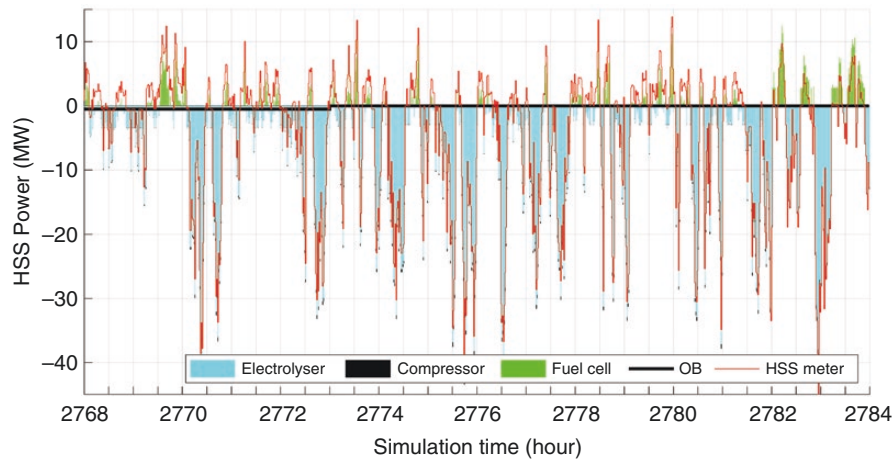 10
0
−10
−20
−30
−40
HSS Power (MW)
Electrolyser Compressor Fuel cell OB HSS meter
2768 2770 2772 2774 2776 2778 2780 2782 2784
Simulation time (hour)